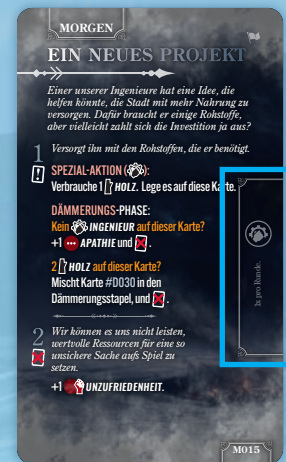 MORGEN
EIN NEUES PROJEKT
Einer unserer Ingenieure hat eine Idee, die
helfen könnte, die Stadt mit mehr Nahrung zu
versorgen. Dafür braucht er einige Rohstoffe,
aber vielleicht zahlt sich die Investition ja aus?
1 Versorgt ihn mit den Rohstoffen, die er benötigt.
SPEZIAL-AKTION ( ):
Verbrauche 1 HOLZ. Lege es auf diese Karte.
DÄMMERUNGS-PHASE:
Kein INGENIEUR auf dieser Karte?
+1 APATHIE und .
2 HOLZ auf dieser Karte?
Mischt Karte #D030 in den
Dämmerungsstapel, und .
2 Wir können es uns nicht leisten,
wertvolle Ressourcen für eine so
unsichere Sache aufs Spiel zu
setzen.
+1 UNZUFRIEDENHEIT.
1x pro Runde.
M015